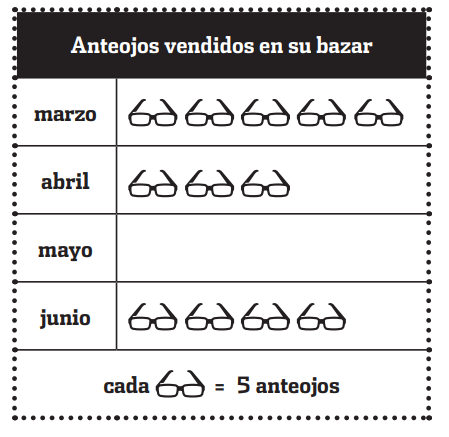 Anteojos vendidos en su bazar
marzo
abril
mayo
junio
cada = 5 anteojos